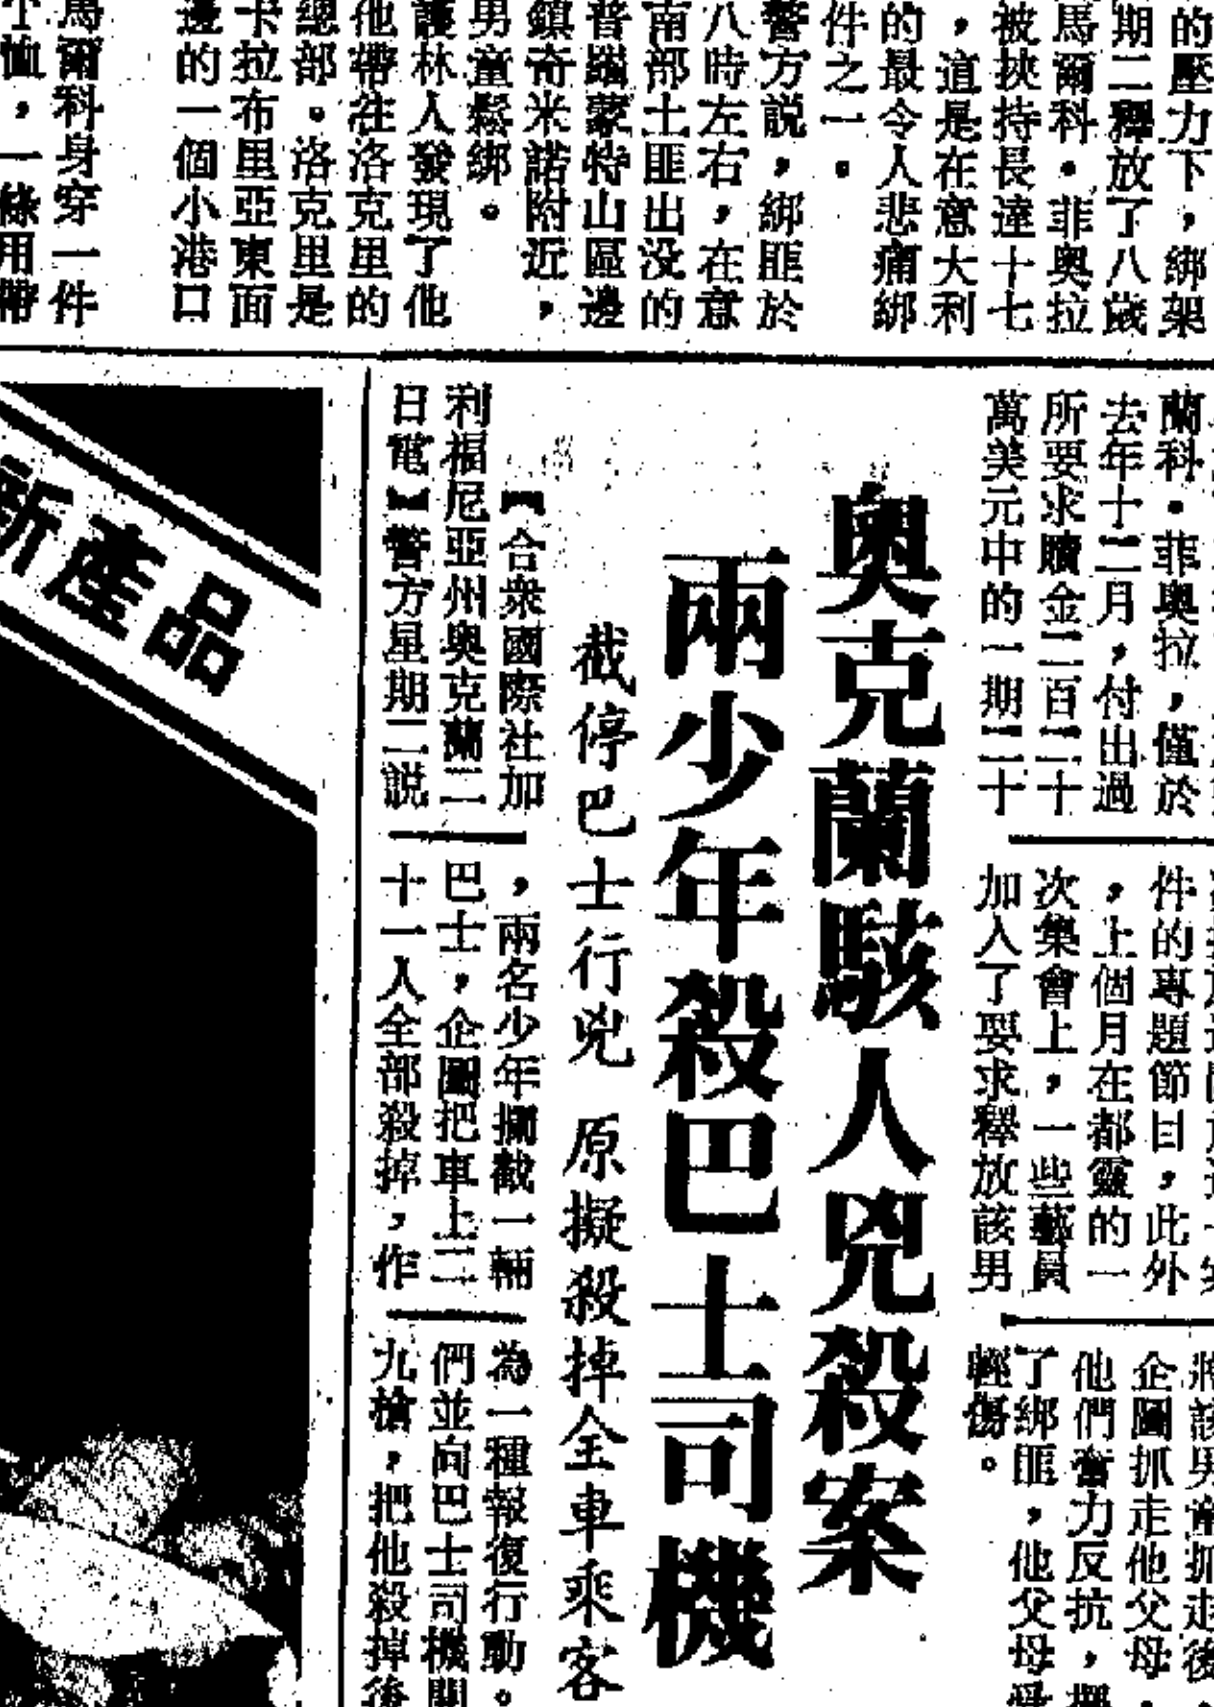 的壓力下，綁架
期二釋放了八歲
馬爾科・菲奧拉
被挾持長達十七
，這是在意大利
的最令人悲痛綁
件之一。
警方説，綁匪於
八時左右，在意
南部土匪出没的
普羅蒙特山區邊
鎮奇米諾附近，
男童鬆綁。
護林人發現了他
他帶往洛克里的
總部。洛克里是
卡拉布里亞東面
邊的一個小港口
馬爾科身穿一件
恤，一條用帶
蘭科・菲奧拉，僅於
去年十二月，付出過
所要求贖金二百二十
萬美元中的一期二十
件的專題節目，此外
，上個月在都靈的一
次集會上，一些藝員
加入了要求釋放該男
企圖抓走他父母，
他們奮力反抗，
了綁匪，他父母受
輕傷。
奧克蘭駭人兇殺案
兩少年殺巴士司機
截停巴士行兇 原擬殺掉全車乘客
【合衆國際社加
利福尼亞州奧克蘭二
日電】警方星期二説
，兩名少年攔截一輛
巴士，企圖把車上二
十一人全部殺掉，作
為一種報復行動。
們並向巴士司機開
九槍，把他殺掉後
新產品